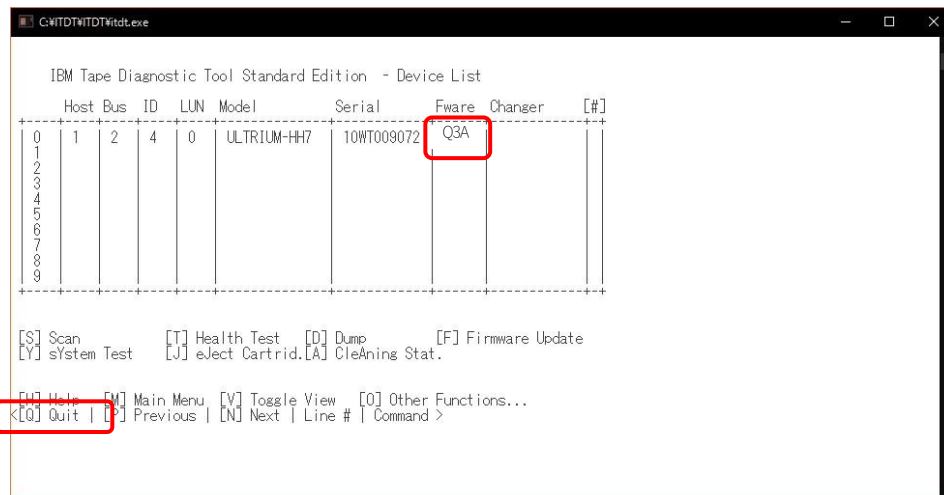 C:¥ITDT¥ITDT¥itdt.exe
IBM Tape Diagnostic Tool Standard Edition - Device List
Host Bus ID LUN Model Serial Fware Changer [#]
0 | 1 | 2 | 4 | 0 | ULTRIUM-HH7 | 10WT009072 Q3A
1
2
3
4
5
6
7
8
9
[S] Scan [T] Health Test [D] Dump [F] Firmware Update
[Y] sYstem Test [J] eJect Cartrid.[A] CleAning Stat.
[H] Help [M] Main Menu [V] Toggle View [O] Other Functions...
<[Q] Quit | [P] Previous | [N] Next | Line # | Command >